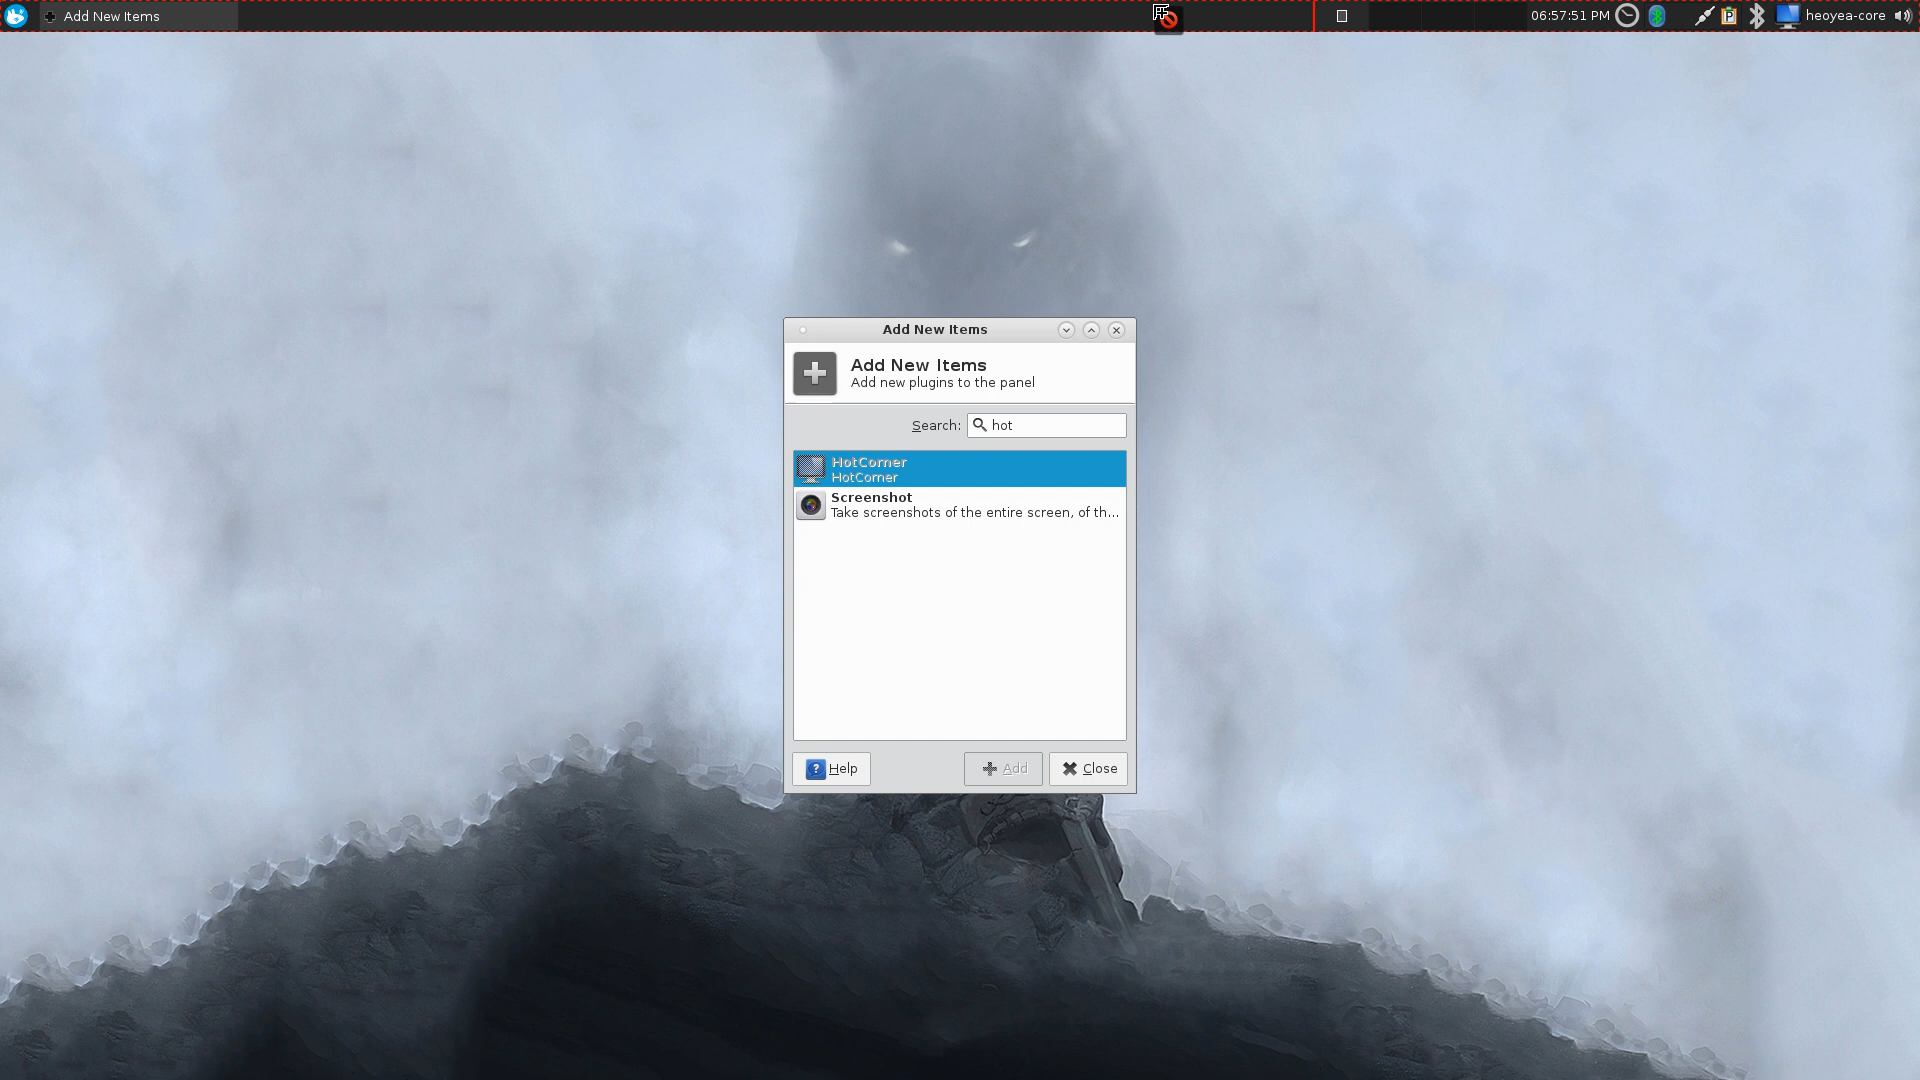 Add New Items
06:57:51 PM
heoyea-core
Add New Items
Add New Items
Add new plugins to the panel
Search: hot
HotCorner
HotCorner
Screenshot
Take screenshots of the entire screen, of th...
Help
Add
Close